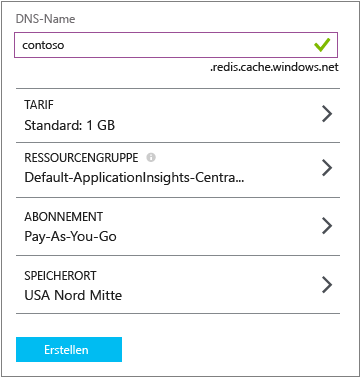 DNS-Name
contoso
.redis.cache.windows.net
TARIF
Standard: 1 GB
RESSOURCENGRUPPE
Default-ApplicationInsights-Centra...
ABONNEMENT
Pay-As-You-Go
SPEICHERORT
USA Nord Mitte
Erstellen